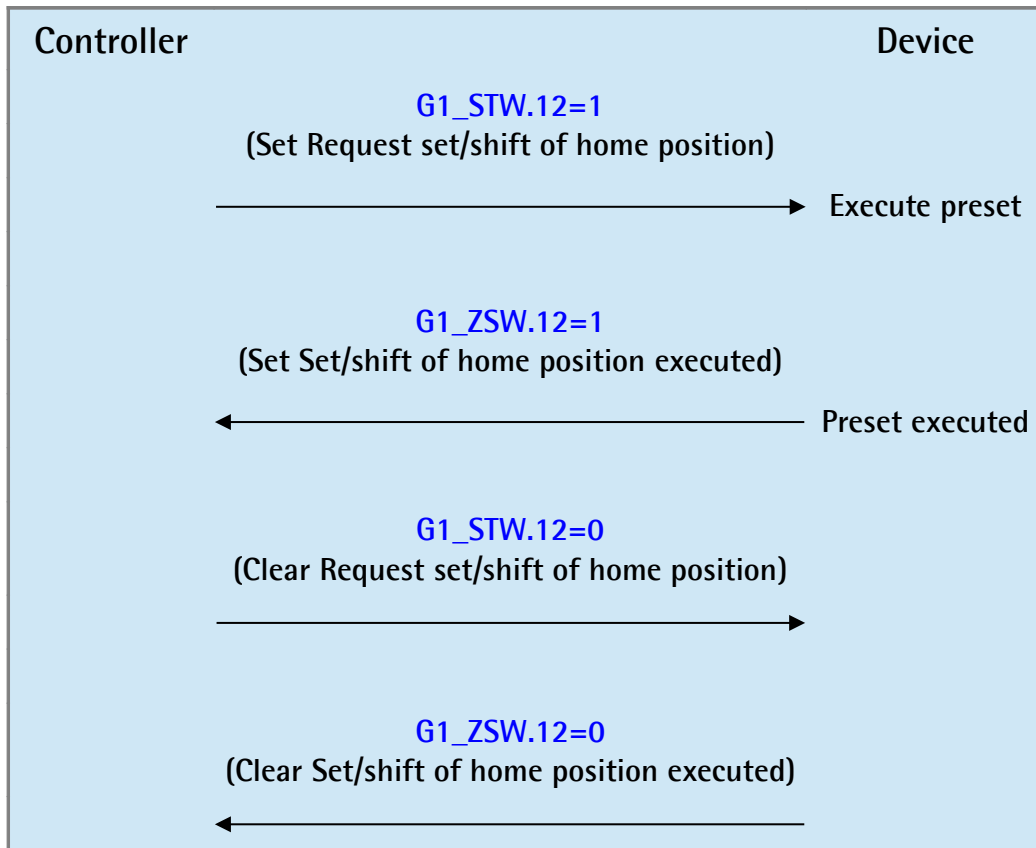 Controller
Device
G1_STW.12=1
(Set Request set/shift of home position)
Execute preset
G1_ZSW.12=1
(Set Set/shift of home position executed)
Preset executed
G1_STW.12=0
(Clear Request set/shift of home position)
G1_ZSW.12=0
(Clear Set/shift of home position executed)